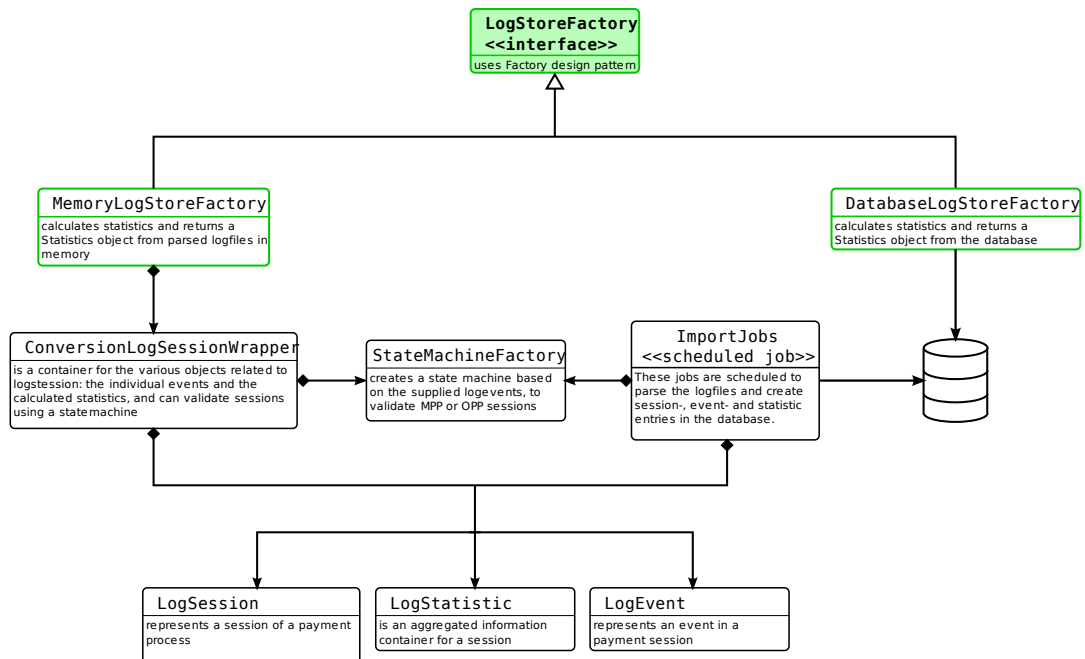 LogStoreFactory
<<interface>>
uses Factory design pattern
MemoryLogStoreFactory
calculates statistics and returns a
Statistics object from parsed logfiles in
memory
DatabaseLogStoreFactory
calculates statistics and returns a
Statistics object from the database
ConversionLogSessionWrapper
is a container for the various objects related to
logstession: the individual events and the
calculated statistics, and can validate sessions
using a statemachine
StateMachineFactory
creates a state machine based
on the supplied logevents, to
validate MPP or OPP sessions
ImportJobs
<<scheduled job>>
These jobs are scheduled to
parse the logfiles and create
session-, event- and statistic
entries in the database.
LogSession
represents a session of a payment
process
LogStatistic
is an aggregated information
container for a session
LogEvent
represents an event in a
payment session